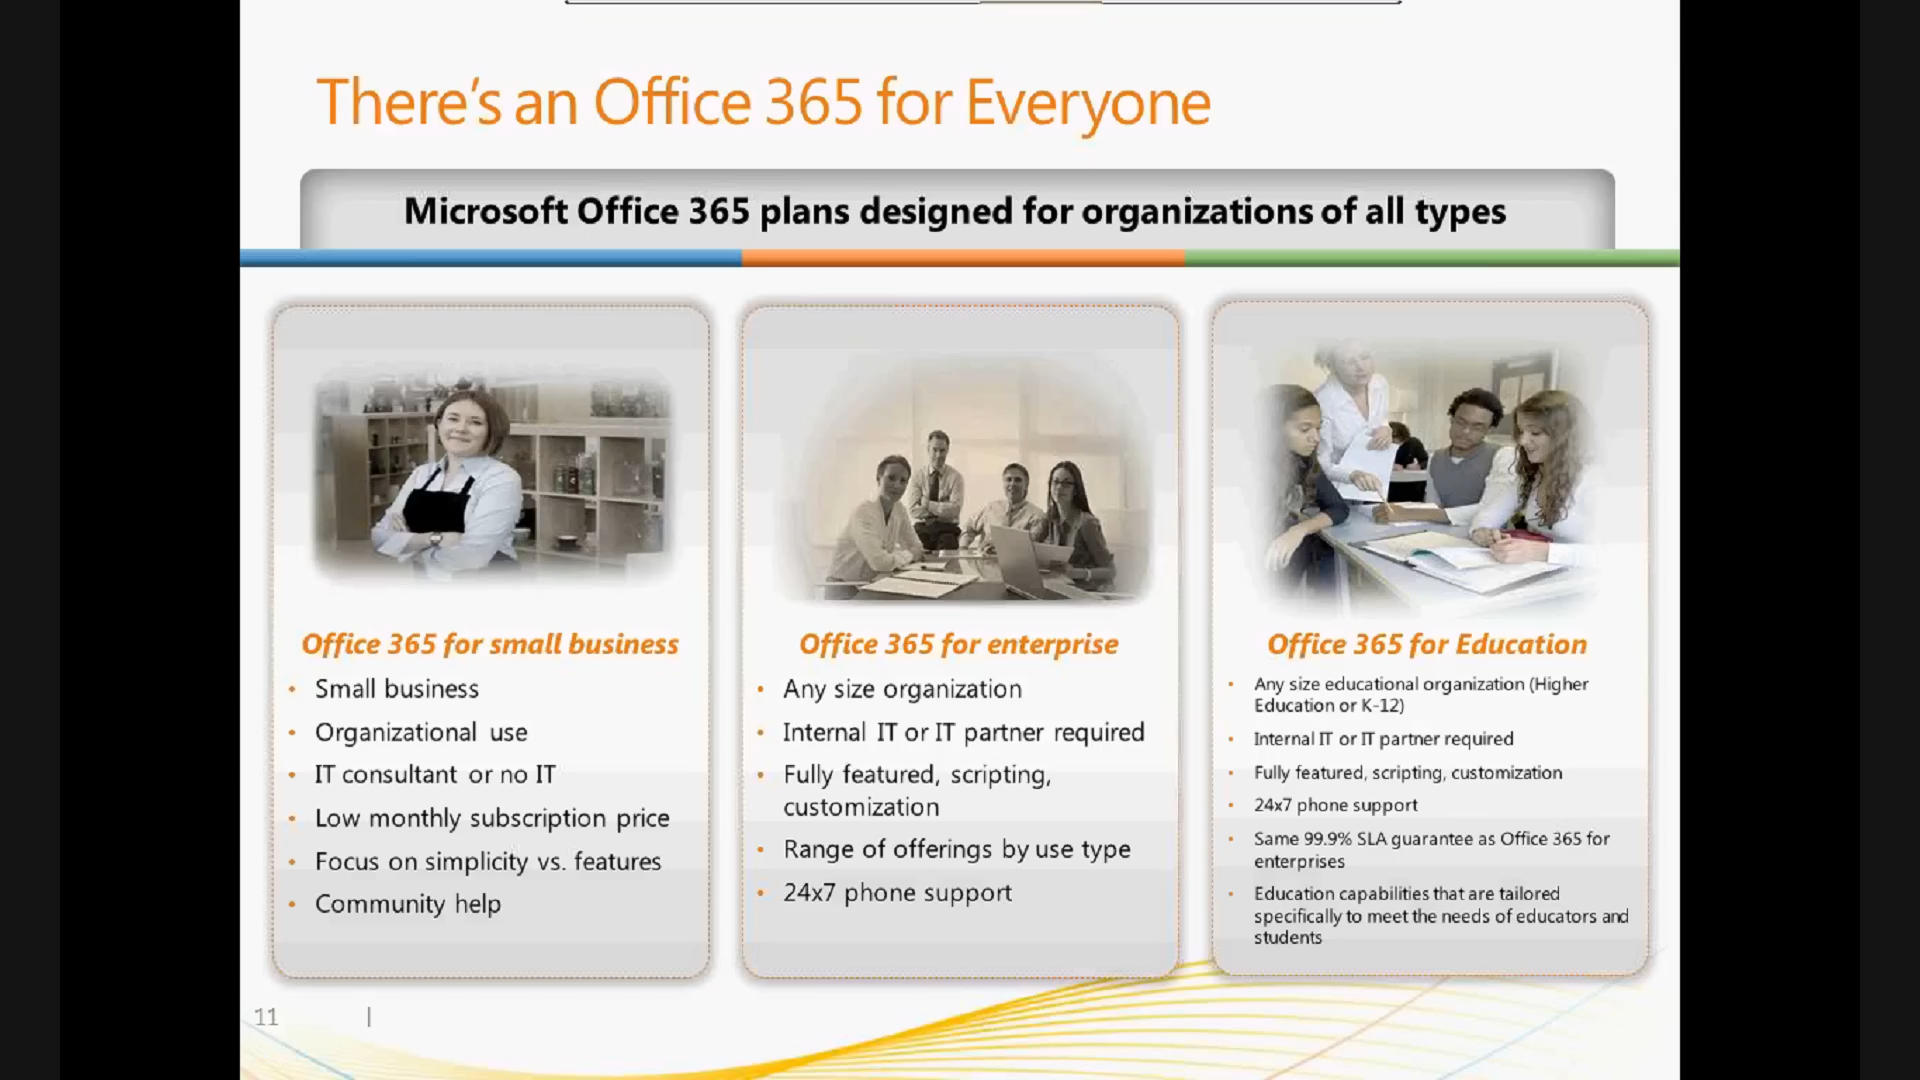 There's an Office 365 for Everyone
Microsoft Office 365 plans designed for organizations of all types
Office 365 for small business
• Small business
• Organizational use
• IT consultant or no IT
• Low monthly subscription price
• Focus on simplicity vs. features
• Community help
Office 365 for enterprise
• Any size organization
• Internal IT or IT partner required
• Fully featured, scripting,
customization
• Range of offerings by use type
• 24x7 phone support
Office 365 for Education
• Any size educational organization (Higher
Education or K-12)
• Internal IT or IT partner required
• Fully featured, scripting, customization
• 24x7 phone support
• Same 99.9% SLA guarantee as Office 365 for
enterprises
• Education capabilities that are tailored
specifically to meet the needs of educators and
students
11 |